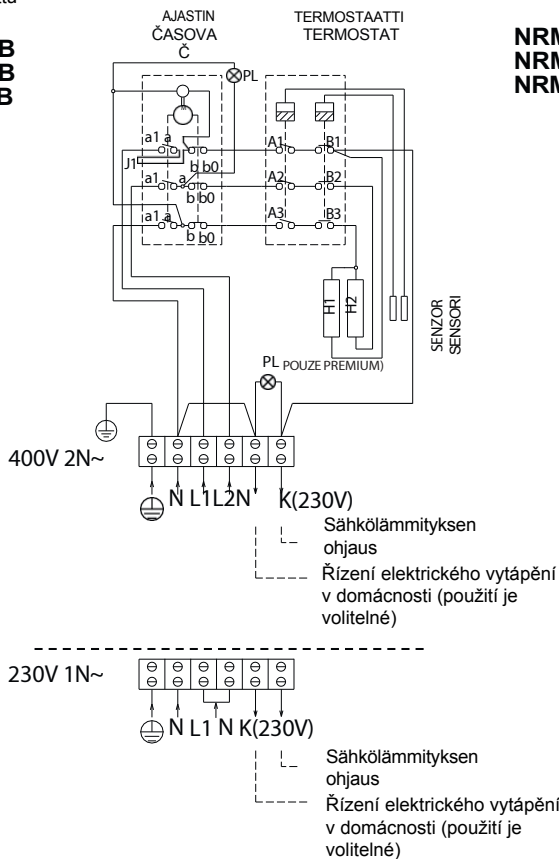 AJASTIN
ČASOVA
Č
TERMOSTAATTI
TERMOSTAT
B
B
B
NRM
NRM
NRM
PL
M
a1 a
J1
b b0
A1
B1
a1 a
b b0
A2
B2
a1 a
b b0
A3
B3
H1
H2
SENZOR
SENSORI
PL POUZE PREMIUM)
400V 2N~
N L1 L2 N K(230V)
Sähkölämmityksen
ohjaus
Řízení elektrického vytápění
v domácnosti (použití je
volitelné)
230V 1N~
N L1 N K(230V)
Sähkölämmityksen
ohjaus
Řízení elektrického vytápění
v domácnosti (použití je
volitelné)